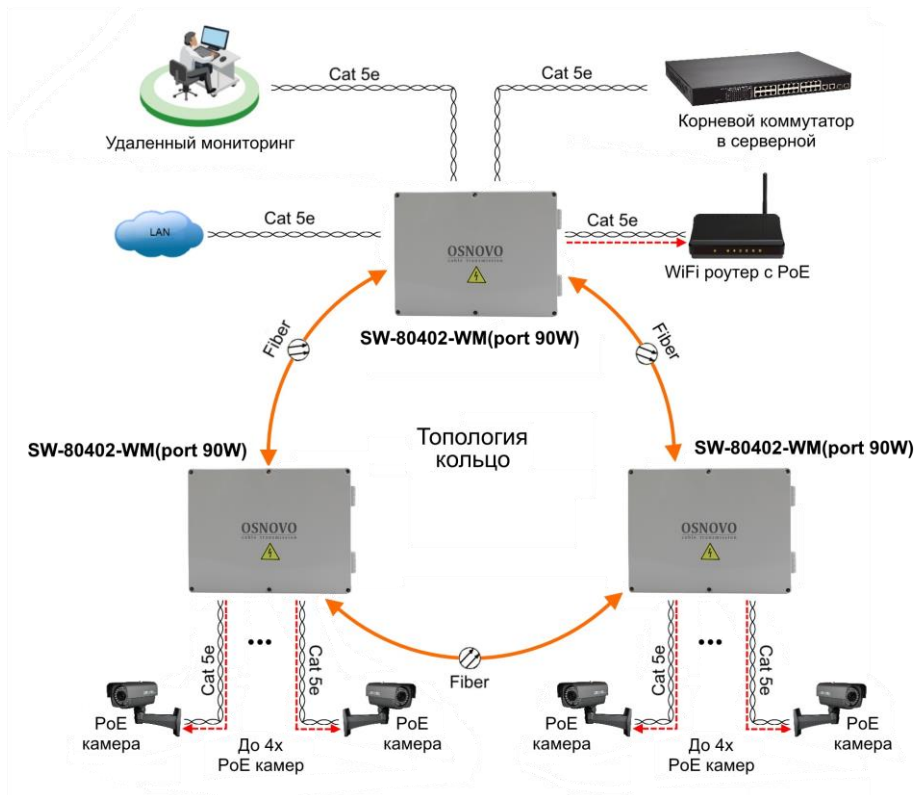 Cat 5e
Cat 5e
Удаленный мониторинг
Корневой коммутатор
в серверной
LAN
Cat 5e
Cat 5e
OSNOVO
cable transmission
WiFi роутер с PoE
SW-80402-WM(port 90W)
Fiber
Fiber
Топология
кольцо
SW-80402-WM(port 90W)
SW-80402-WM(port 90W)
OSNOVO
cable transmission
OSNOVO
cable transmission
Cat 5e
•••
Cat 5e
Fiber
Cat 5e
•••
Cat 5e
PoE
камера
До 4х
PoE камер
PoE
камера
PoE
камера
До 4х
PoE камер
PoE
камера